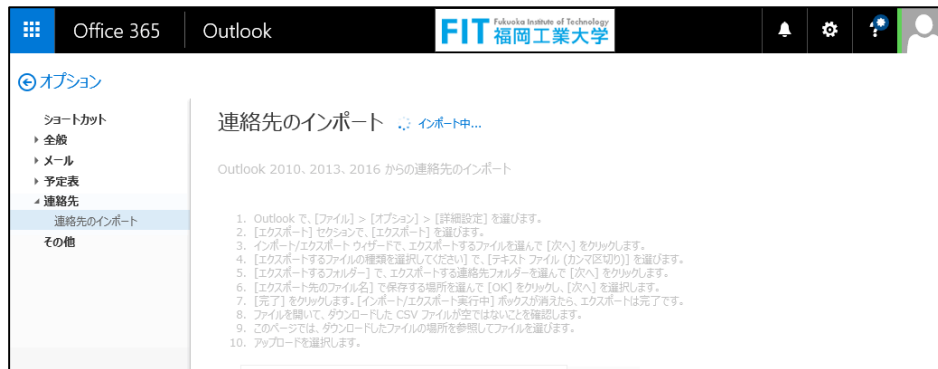 Office 365
Outlook
FIT Fukuoka Institute of Technology
福岡工業大学
オプション
ショートカット
全般
メール
予定表
連絡先
連絡先のインポート
その他
連絡先のインポート インポート中...
Outlook 2010、2013、2016 からの連絡先のインポート
1. Outlook で、[ファイル] > [オプション] > [詳細設定] を選びます。
2. [エクスポート] セクションで、[エクスポート] を選びます。
3. インポート/エクスポート ウィザードで、エクスポートするファイルを選んで [次へ] をクリックします。
4. [エクスポートするファイルの種類を選択してください] で、[テキスト ファイル (カンマ区切り)] を選びます。
5. [エクスポートするフォルダー] で、エクスポートする連絡先フォルダーを選んで [次へ] をクリックします。
6. [エクスポート先のファイル名] で保存する場所を選んで [OK] をクリックし、[次へ] を選択します。
7. [完了] をクリックします。[インポート/エクスポート実行中] ボックスが消えたら、エクスポートは完了です。
8. ファイルを開いて、ダウンロードした CSV ファイルが空ではないことを確認します。
9. このページでは、ダウンロードしたファイルの場所を参照してファイルを選びます。
10. アップロードを選択します。